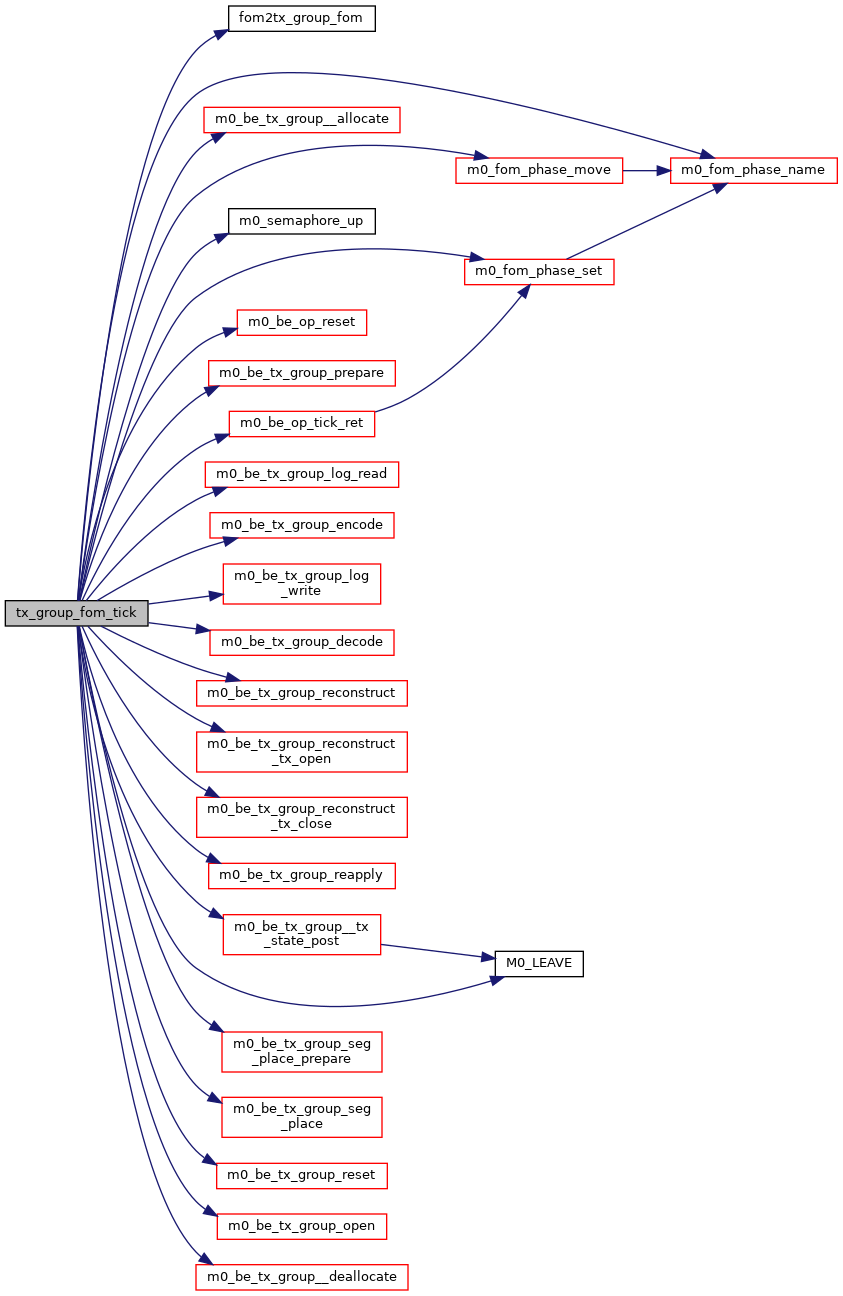 fom2tx_group_fom
m0_be_tx_group__allocate
m0_fom_phase_move
m0_fom_phase_name
m0_semaphore_up
m0_fom_phase_set
m0_be_op_reset
m0_be_tx_group_prepare
m0_be_op_tick_ret
m0_be_tx_group_log_read
m0_be_tx_group_encode
m0_be_tx_group_log
_write
tx_group_fom_tick
m0_be_tx_group_decode
m0_be_tx_group_reconstruct
m0_be_tx_group_reconstruct
_tx_open
m0_be_tx_group_reconstruct
_tx_close
m0_be_tx_group_reapply
m0_be_tx_group__tx
_state_post
M0_LEAVE
m0_be_tx_group_seg
_place_prepare
m0_be_tx_group_seg
_place
m0_be_tx_group_reset
m0_be_tx_group_open
m0_be_tx_group__deallocate